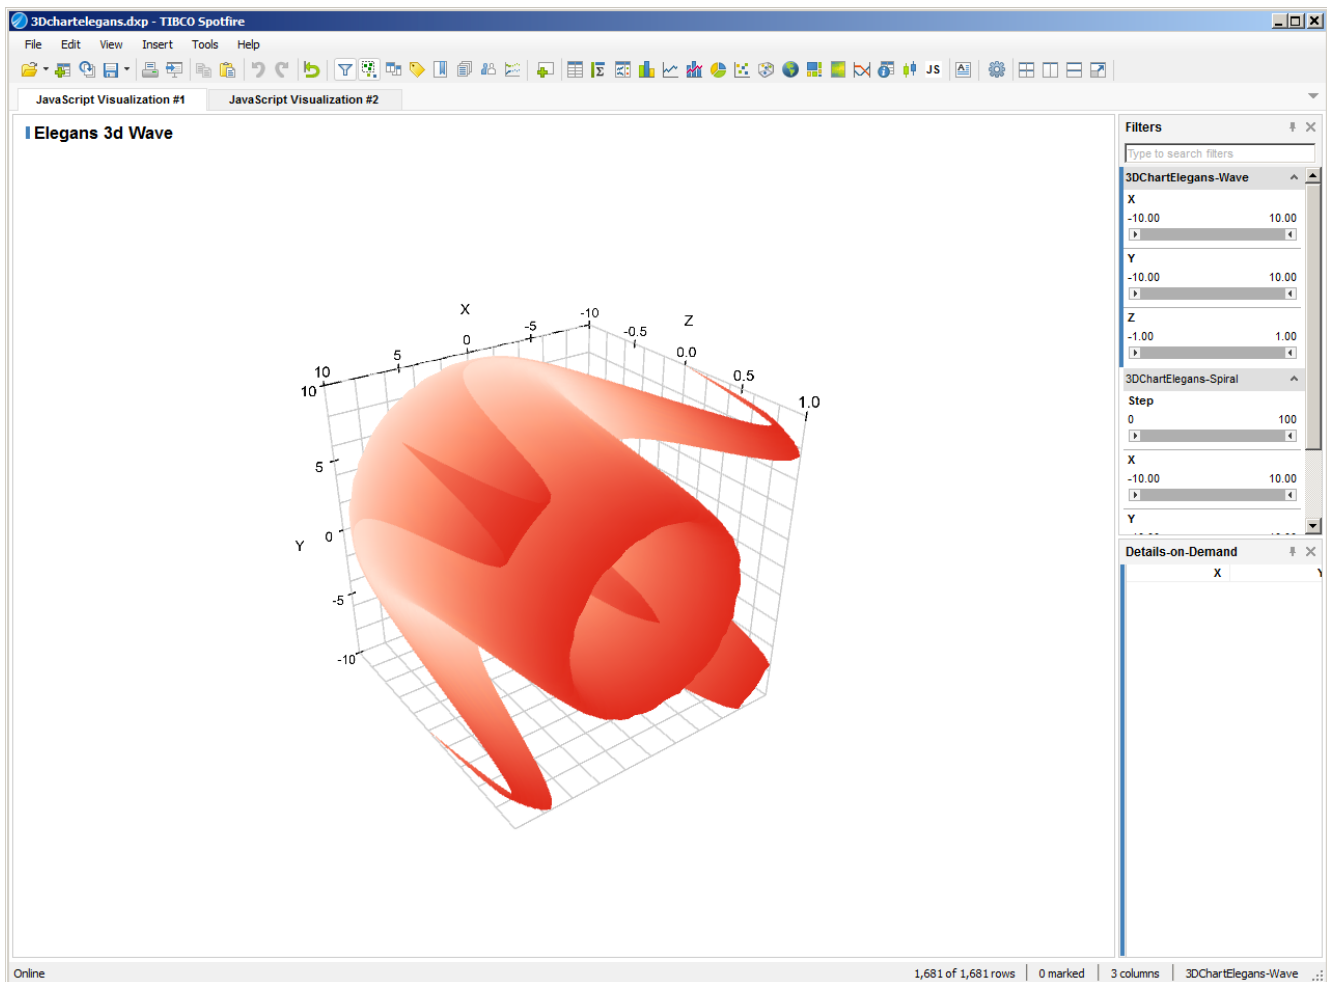 3Dchartelegans.dxp - TIBCO Spotfire
File Edit View Insert Tools Help
JS
JavaScript Visualization #1 JavaScript Visualization #2
Elegans 3d Wave
X
10 5 0 -5 -10
Z
-0.5 0.0 0.5 1.0
Y
10 5 0 -5 -10
Filters
Type to search filters
3DChartElegans-Wave
X
-10.00 10.00
Y
-10.00 10.00
Z
-1.00 1.00
3DChartElegans-Spiral
Step
0 100
X
-10.00 10.00
Y
Details-on-Demand
X Y
Online 1,681 of 1,681 rows 0 marked 3 columns 3DChartElegans-Wave